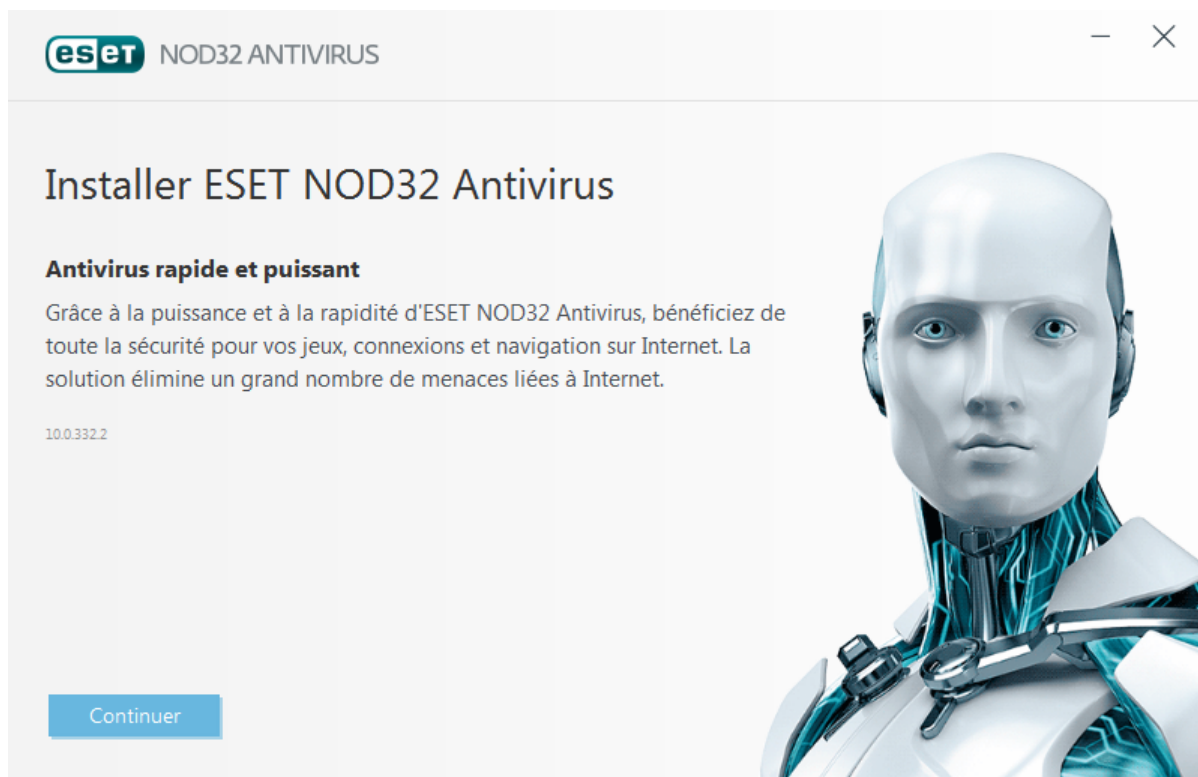 eset NOD32 ANTIVIRUS
Installer ESET NOD32 Antivirus
Antivirus rapide et puissant
Grâce à la puissance et à la rapidité d'ESET NOD32 Antivirus, bénéficiez de
toute la sécurité pour vos jeux, connexions et navigation sur Internet. La
solution élimine un grand nombre de menaces liées à Internet.
10.0.332.2
Continuer